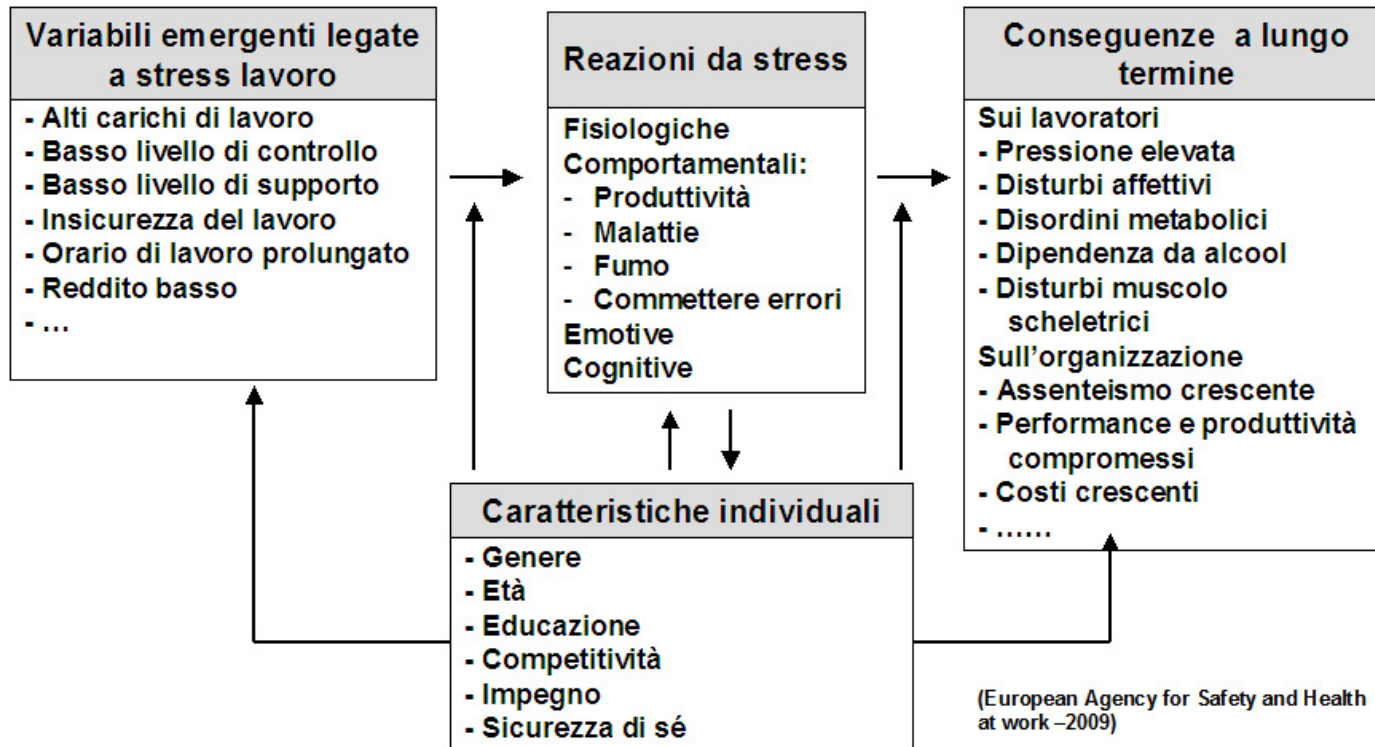 Variabili emergenti legate
a stress lavoro
- Alti carichi di lavoro
- Basso livello di controllo
- Basso livello di supporto
- Insicurezza del lavoro
- Orario di lavoro prolungato
- Reddito basso
- ...
Reazioni da stress
Fisiologiche
Comportamentali:
- Produttività
- Malattie
- Fumo
- Commettere errori
Emotive
Cognitive
Conseguenze a lungo
termine
Sui lavoratori
- Pressione elevata
- Disturbi affettivi
- Disordini metabolici
- Dipendenza da alcool
- Disturbi muscolo
scheletrici
Sull'organizzazione
- Assenteismo crescente
- Performance e produttività
compromessi
- Costi crescenti
- ......
Caratteristiche individuali
- Genere
- Età
- Educazione
- Competitività
- Impegno
- Sicurezza di sé
(European Agency for Safety and Health
at work –2009)